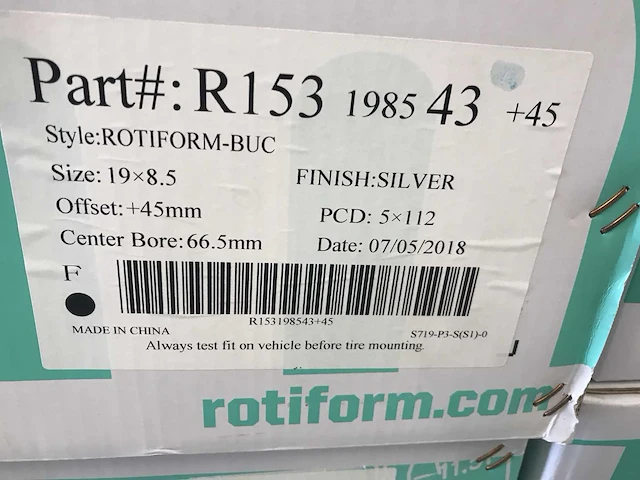 Part#: R153 1985 43 +45
Style:ROTIFORM-BUC
Size: 19×8.5 FINISH:SILVER
Offset: +45mm PCD: 5×112
Center Bore: 66.5mm Date: 07/05/2018
F
R153198543+45
MADE IN CHINA S719-P3-S(S1)-0
Always test fit on vehicle before tire mounting.
rotiform.com